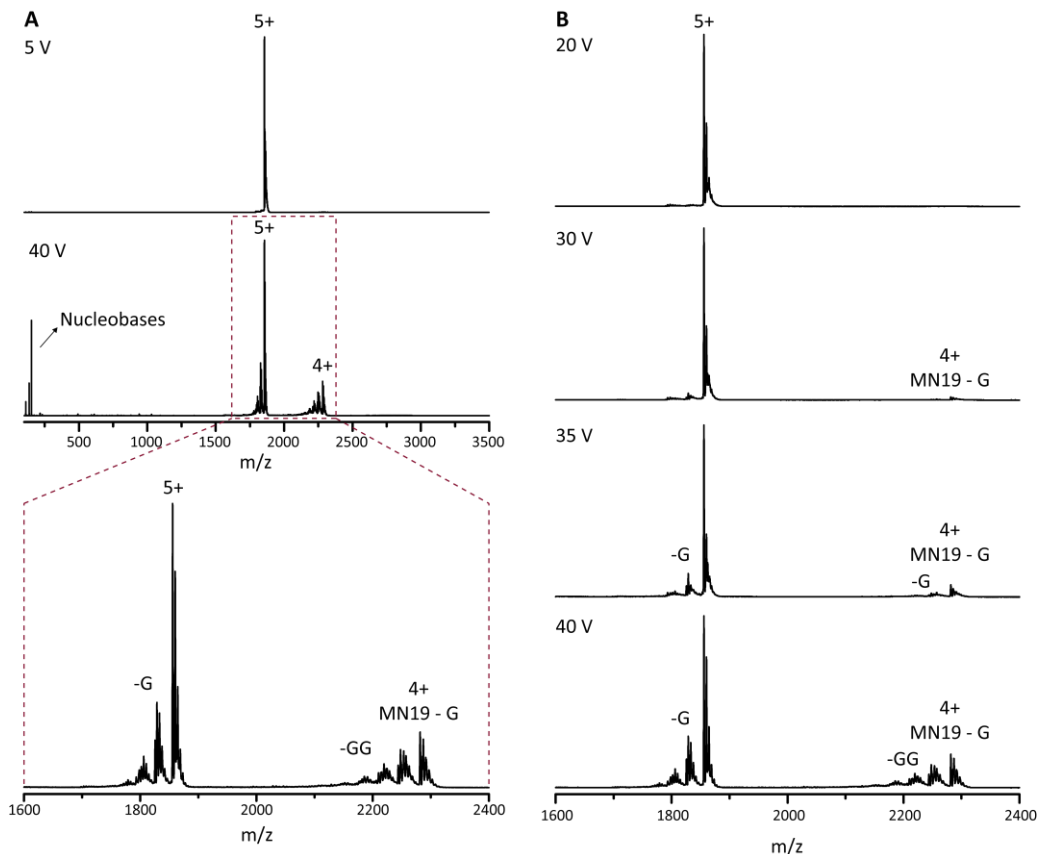 A
5+
5 V
5+
40 V
Nucleobases
4+
500 1000 1500 2000 2500 3000 3500
m/z
5+
-G
4+
MN19 - G
-GG
1600 1800 2000 2200 2400
m/z
B
5+
20 V
30 V
4+
MN19 - G
35 V
4+
MN19 - G
-G
-G
40 V
4+
MN19 - G
-G
-GG
1600 1800 2000 2200 2400
m/z